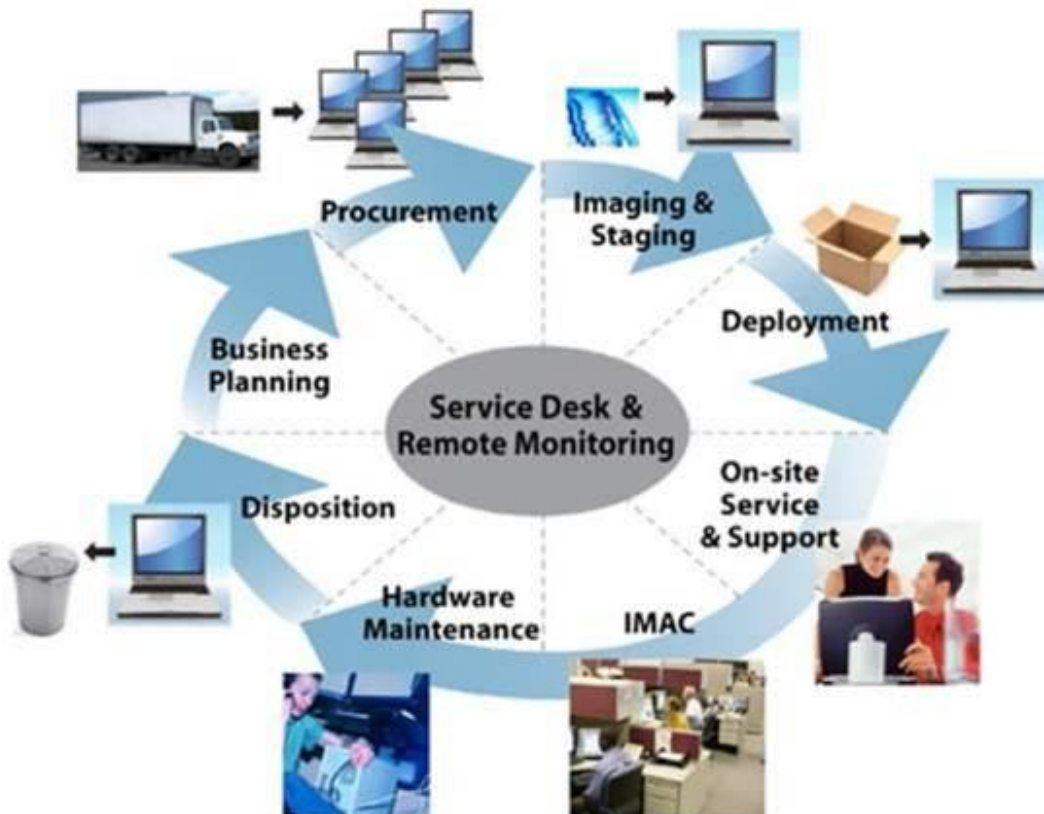 Procurement
Imaging &
Staging
Deployment
Business
Planning
Service Desk &
Remote Monitoring
On-site
Service
& Support
Disposition
Hardware
Maintenance
IMAC